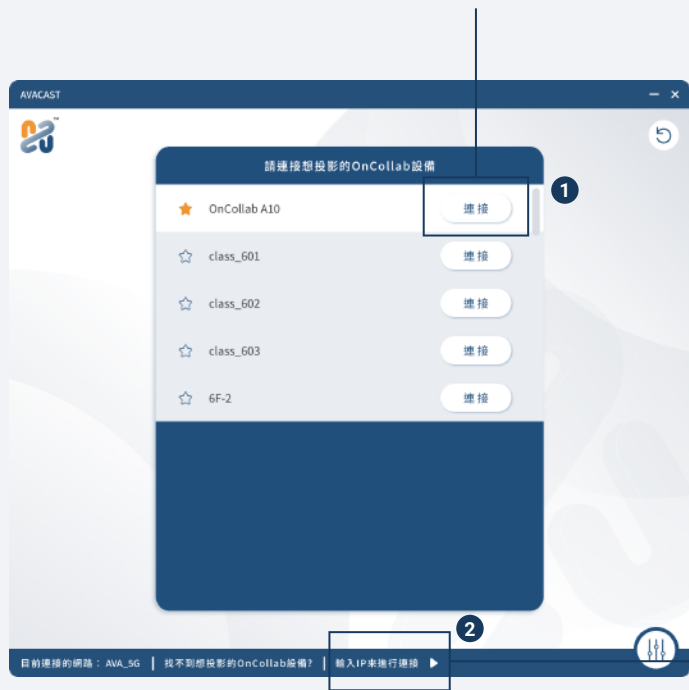 AVACAST
™
請連接想投影的OnCollab設備
OnCollab A10 連接
1
class_601 連接
class_602 連接
class_603 連接
6F-2 連接
2
目前連接的網路：AVA_5G | 找不到想投影的OnCollab設備? | 輸入IP來進行連接 ▶